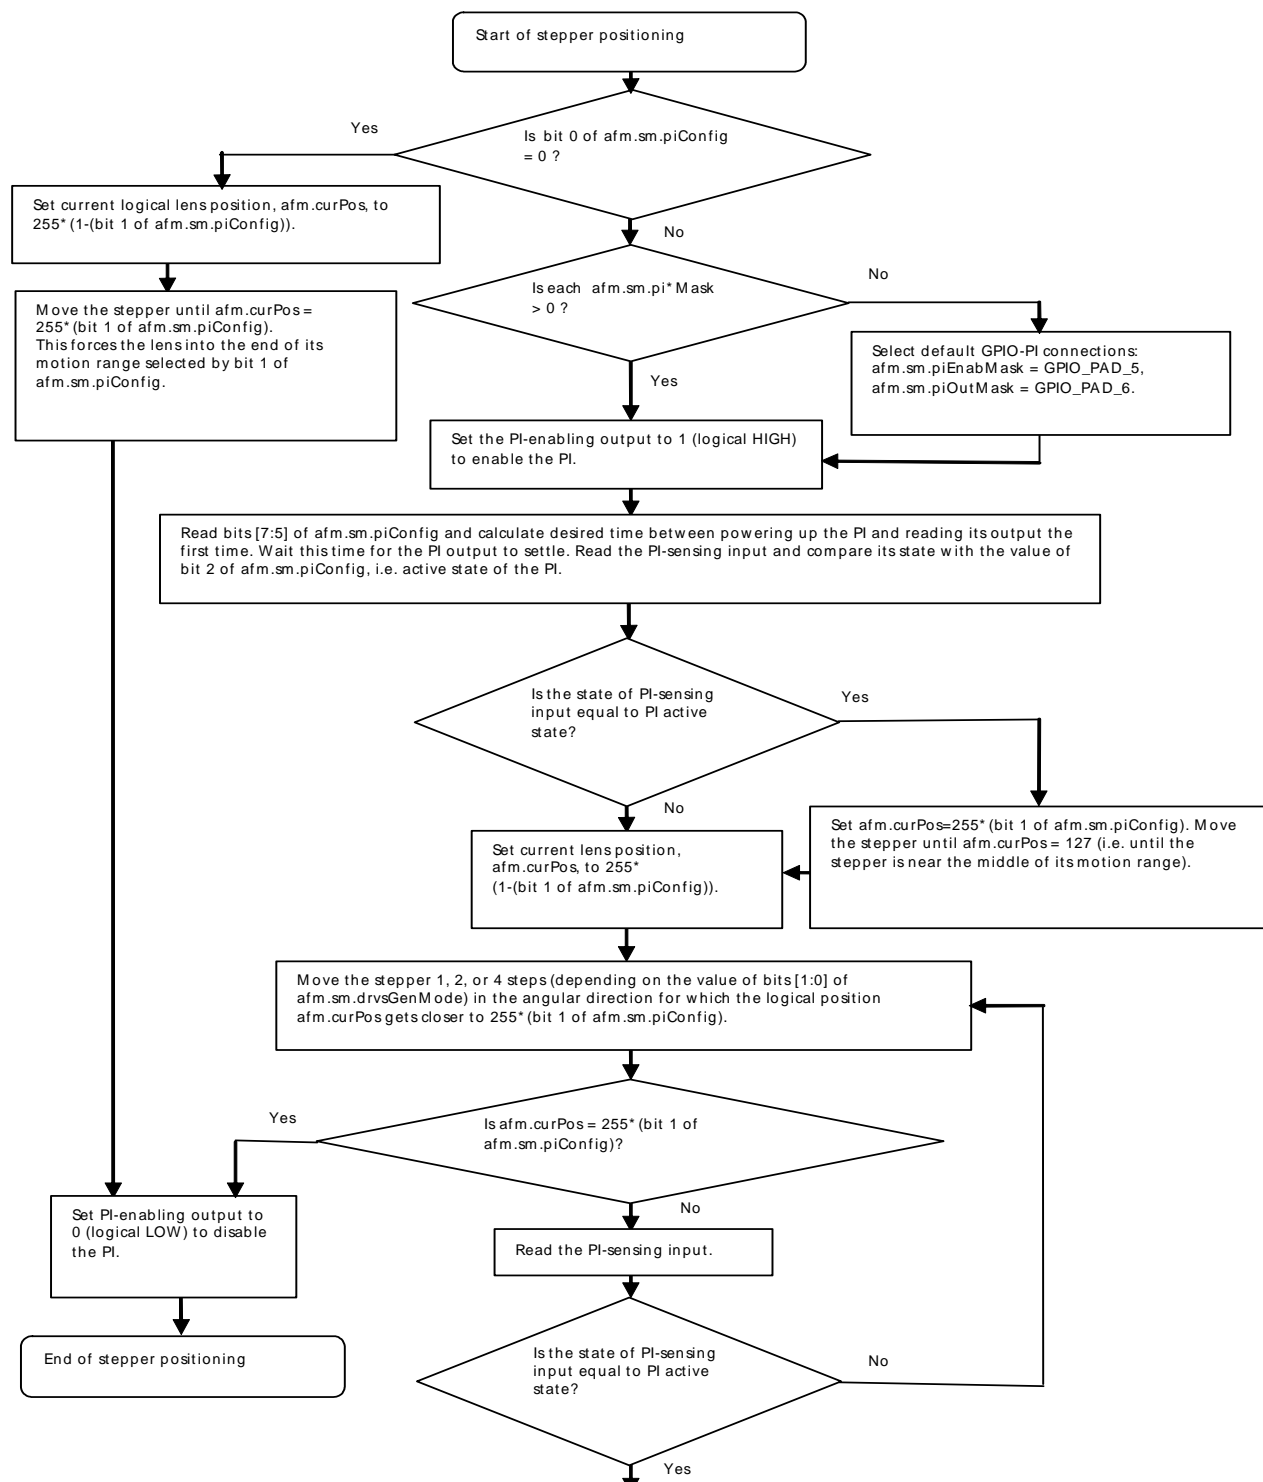 Start of stepper positioning
Is bit 0 of afm.sm.piConfig
= 0 ?
Yes
No
Set current logical lens position, afm.curPos, to
255* (1-(bit 1 of afm.sm.piConfig)).
Move the stepper until afm.curPos =
255* (bit 1 of afm.sm.piConfig).
This forces the lens into the end of its
motion range selected by bit 1 of
afm.sm.piConfig.
Is each afm.sm.pi* Mask
> 0 ?
No
Yes
Select default GPIO-PI connections:
afm.sm.piEnabMask = GPIO_PAD_5,
afm.sm.piOutMask = GPIO_PAD_6.
Set the PI-enabling output to 1 (logical HIGH)
to enable the PI.
Read bits [7:5] of afm.sm.piConfig and calculate desired time between powering up the PI and reading its output the
first time. Wait this time for the PI output to settle. Read the PI-sensing input and compare its state with the value of
bit 2 of afm.sm.piConfig, i.e. active state of the PI.
Is the state of PI-sensing
input equal to PI active
state?
Yes
No
Set afm.curPos=255* (bit 1 of afm.sm.piConfig). Move
the stepper until afm.curPos = 127 (i.e. until the
stepper is near the middle of its motion range).
Set current lens position,
afm.curPos, to 255*
(1-(bit 1 of afm.sm.piConfig)).
Move the stepper 1, 2, or 4 steps (depending on the value of bits [1:0] of
afm.sm.drvsGenMode) in the angular direction for which the logical position
afm.curPos gets closer to 255* (bit 1 of afm.sm.piConfig).
Is afm.curPos = 255* (bit 1 of
afm.sm.piConfig)?
Yes
No
Set PI-enabling output to
0 (logical LOW) to disable
the PI.
Read the PI-sensing input.
End of stepper positioning
Is the state of PI-sensing
input equal to PI active
state?
No
Yes